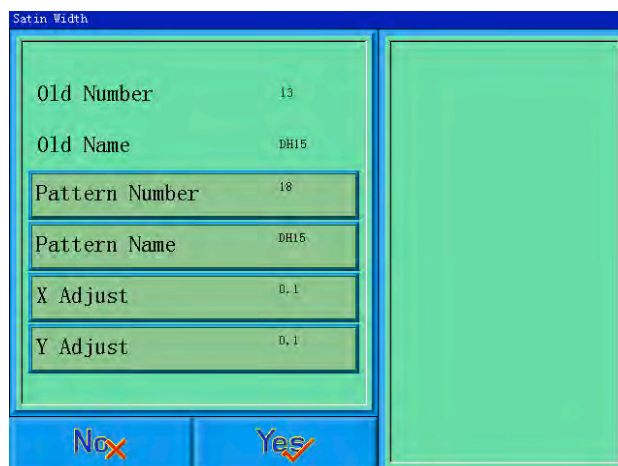 Satin Width
Old Number 13
Old Name DH15
Pattern Number 18
Pattern Name DH15
X Adjust 0.1
Y Adjust 0.1
No
Yes